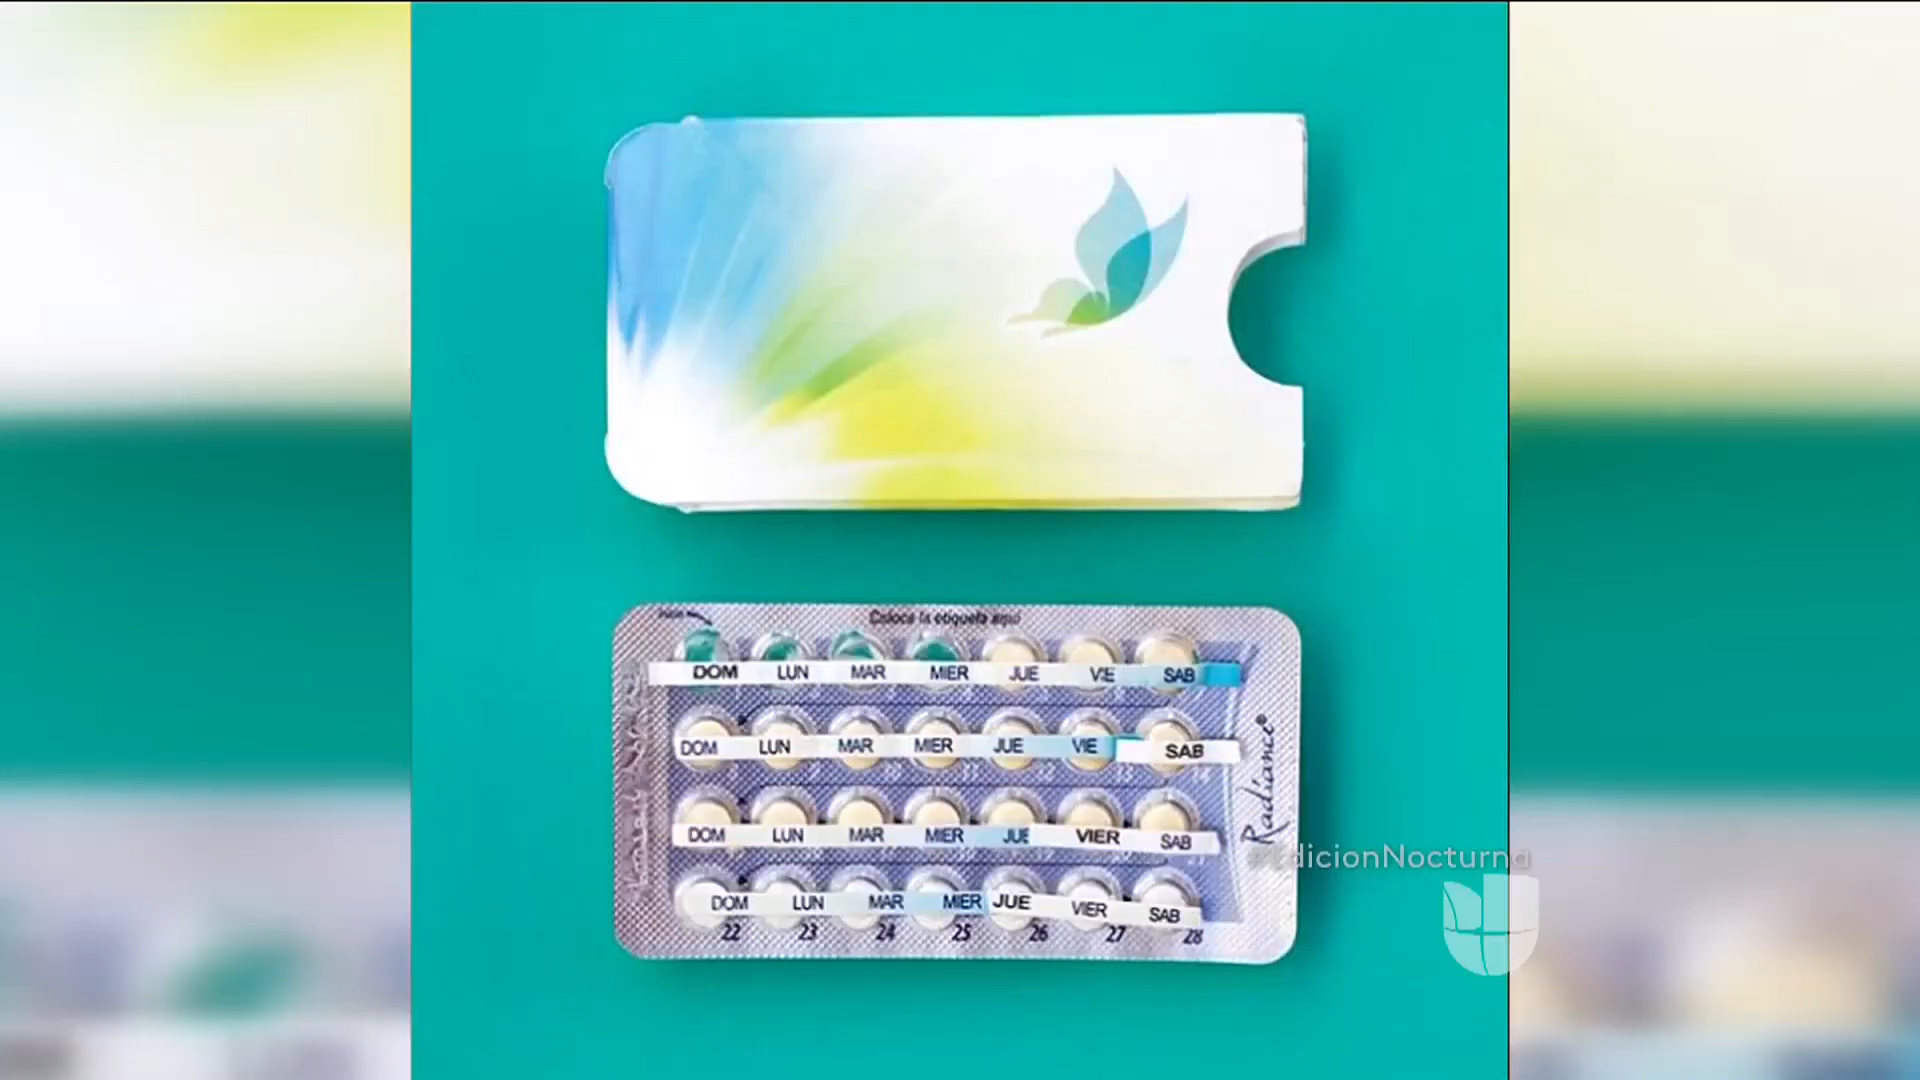 Inicio
Coloca la etiqueta aquí
DOM LUN MAR MIER JUE VIE SAB
DOM LUN MAR MIER JUE VIE SAB
DOM LUN MAR MIER JUE VIER SAB
DOM LUN MAR MIER JUE VIER SAB
22 23 24 25 26 27 28
Radiance®
#EdicionNocturna